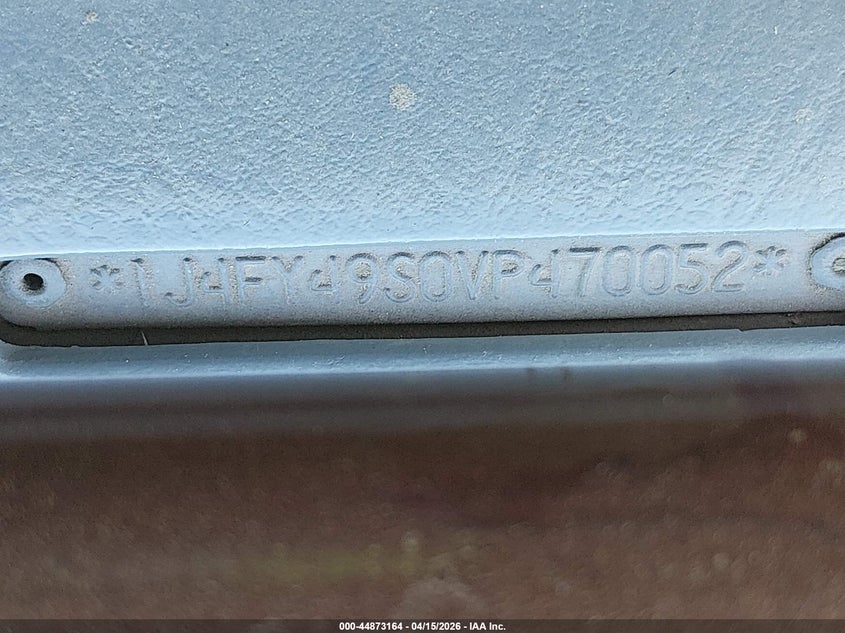 *1J4FY49S0VP470052*
000-44873164 - 04/15/2026 - IAA Inc.